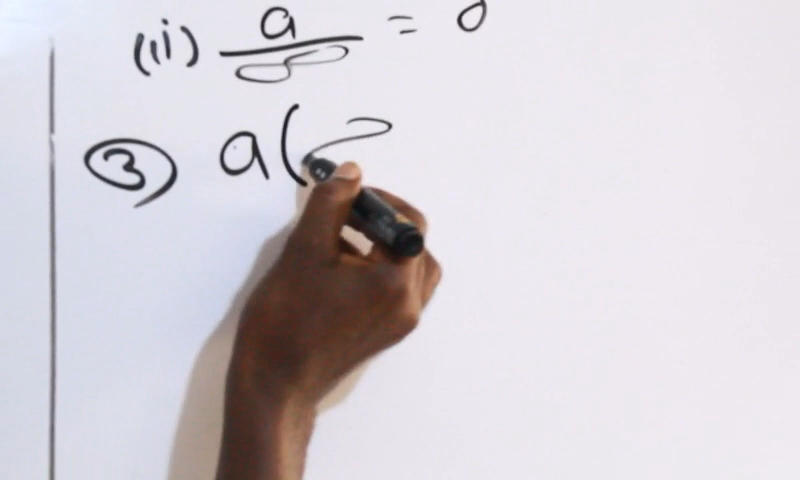 (ii) a/∞ = 0
③ a(